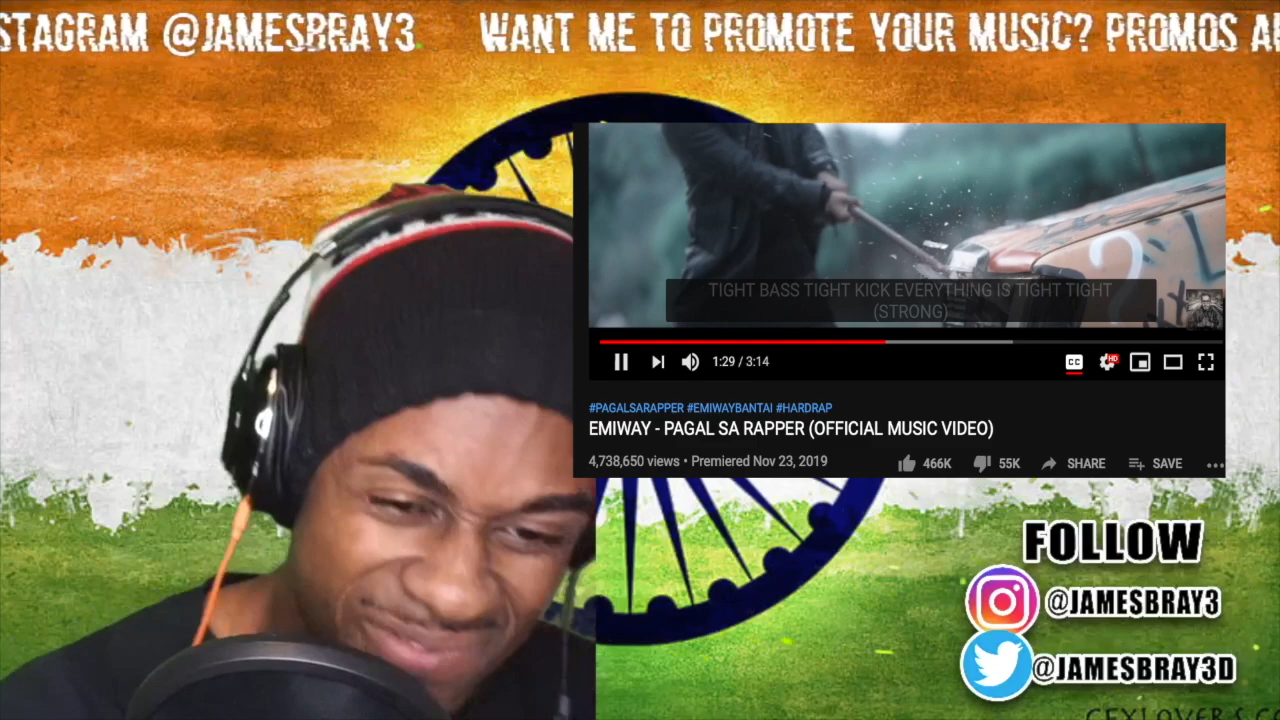 STAGRAM @JAMESBRAY3 WANT ME TO PROMOTE YOUR MUSIC? PROMOS
TIGHT BASS TIGHT KICK EVERYTHING IS TIGHT TIGHT
(STRONG)
1:29 / 3:14
CC
HD
#PAGALSARAPPER #EMIWAYBANTAI #HARDRAP
EMIWAY - PAGAL SA RAPPER (OFFICIAL MUSIC VIDEO)
4,738,650 views • Premiered Nov 23, 2019
466K 55K SHARE SAVE
FOLLOW
@JAMESBRAY3
@JAMESBRAY3D